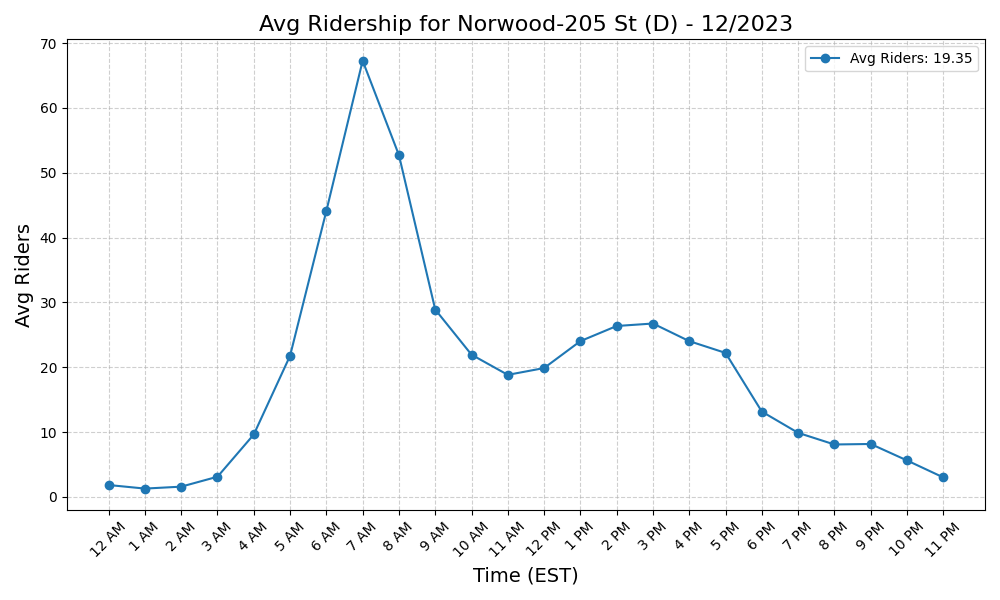 Avg Ridership for Norwood-205 St (D) - 12/2023
Avg Riders: 19.35
70
60
50
40
30
20
10
0
Avg Riders
12 AM
1 AM
2 AM
3 AM
4 AM
5 AM
6 AM
7 AM
8 AM
9 AM
10 AM
11 AM
12 PM
1 PM
2 PM
3 PM
4 PM
5 PM
6 PM
7 PM
8 PM
9 PM
10 PM
11 PM
Time (EST)